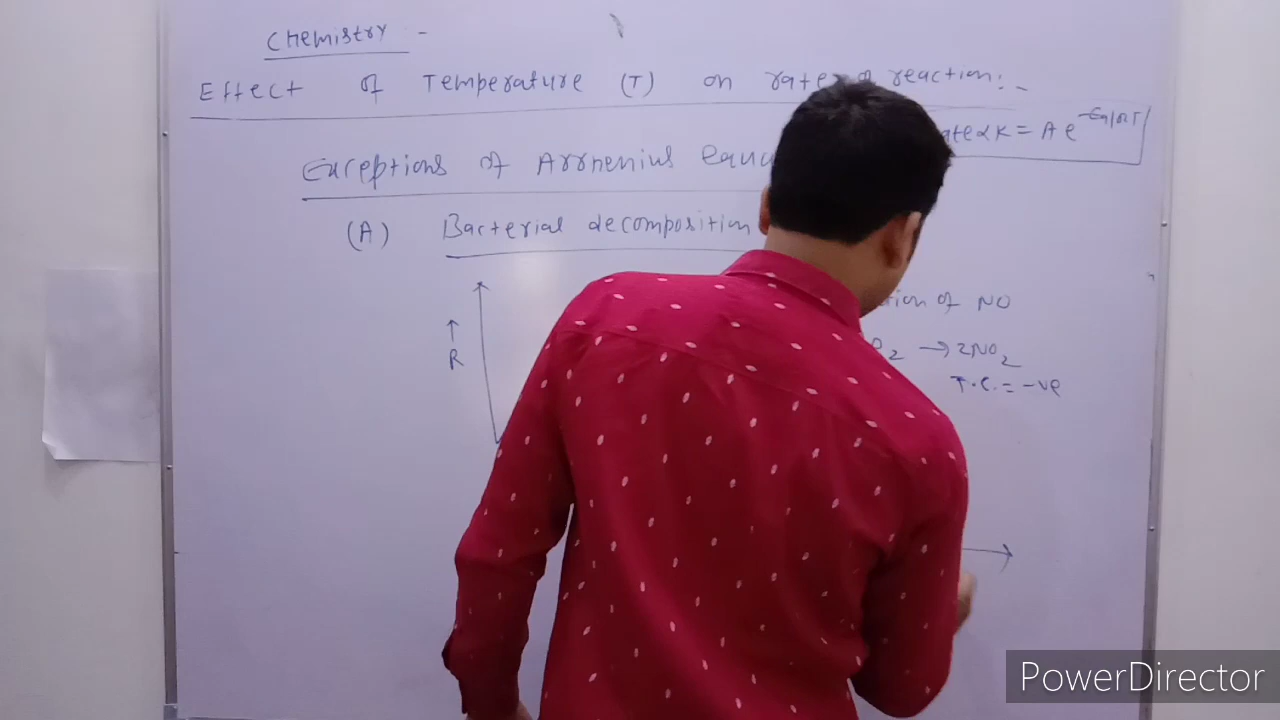 Chemistry -
Effect of Temperature (T) on rate reaction:-
K = A e^-Ea/RT
Exceptions of Arrhenius
(A) Bacterial decomposition
of NO
↑
R
2 → 2NO2
T.C. = -ve
PowerDirector